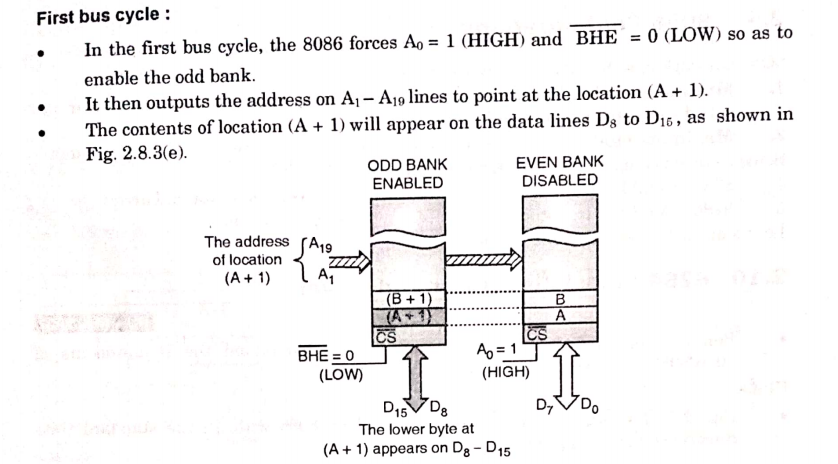 First bus cycle :
• In the first bus cycle, the 8086 forces A₀ = 1 (HIGH) and B̅H̅E̅ = 0 (LOW) so as to
enable the odd bank.
• It then outputs the address on A₁ – A₁₉ lines to point at the location (A + 1).
• The contents of location (A + 1) will appear on the data lines D₈ to D₁₅, as shown in
Fig. 2.8.3(e).
ODD BANK
ENABLED
EVEN BANK
DISABLED
The address
of location
(A + 1)
A₁₉
A₁
(B + 1)
(A + 1)
C̅S̅
B
A
C̅S̅
B̅H̅E̅ = 0
(LOW)
A₀ = 1
(HIGH)
D₁₅ D₈
D₇ D₀
The lower byte at
(A + 1) appears on D₈ – D₁₅